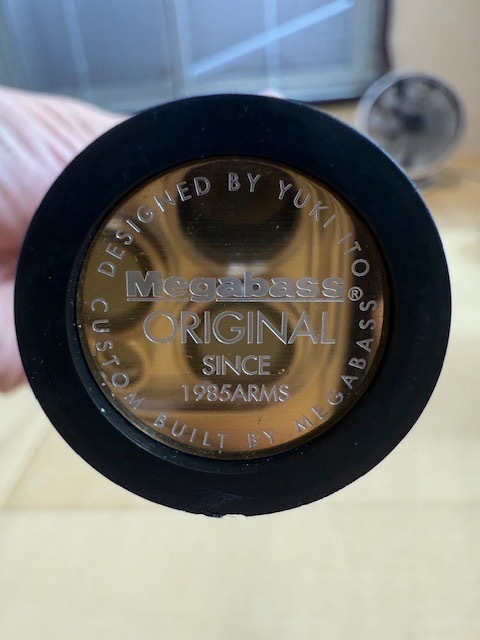 DESIGNED BY YUKI ITO
Megabass®
ORIGINAL
SINCE
1985ARMS
CUSTOM BUILT BY MEGABASS